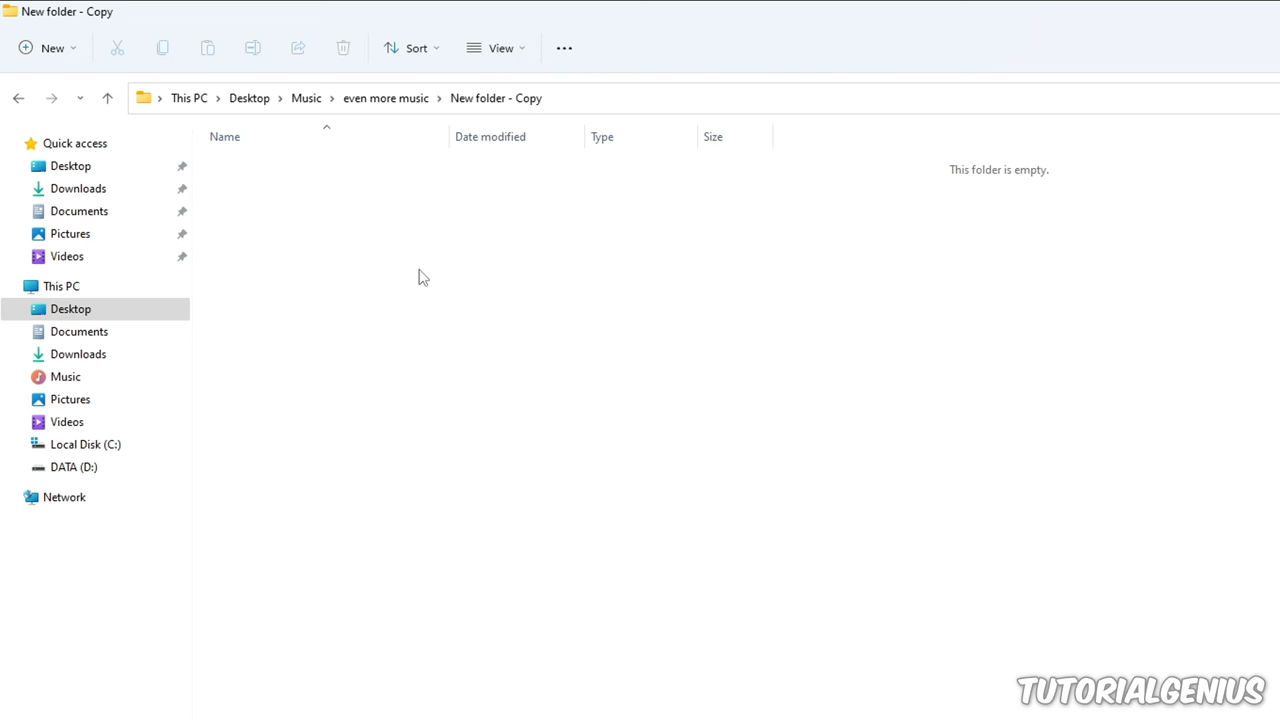 New folder - Copy
New Sort View
This PC Desktop Music even more music New folder - Copy
Name Date modified Type Size
This folder is empty.
Quick access
Desktop
Downloads
Documents
Pictures
Videos
This PC
Desktop
Documents
Downloads
Music
Pictures
Videos
Local Disk (C:)
DATA (D:)
Network
TUTORIALGENIUS